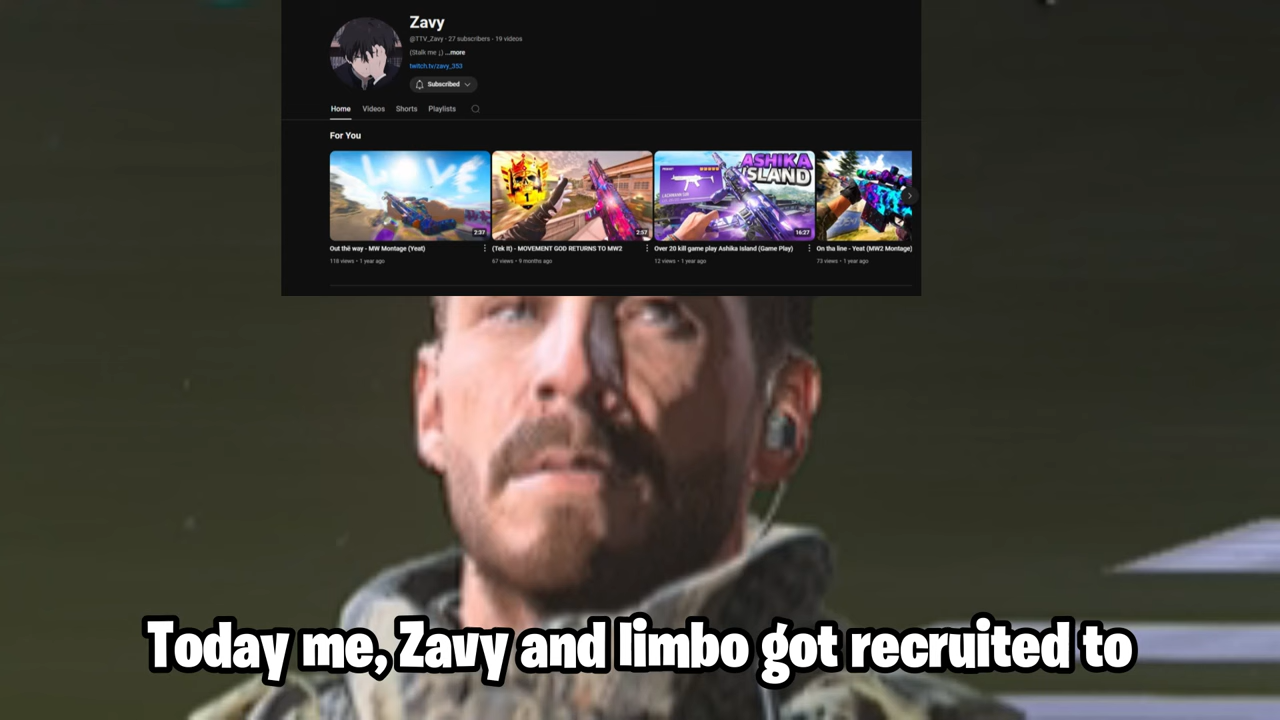 Zavy
@TTV_Zavy · 27 subscribers · 19 videos
(Stalk me ;) ...more
twitch.tv/zavy_353
Subscribed
Home Videos Shorts Playlists
For You
LOVE
1
ASHIKA
ISLAND
2:37
2:57
16:27
Out thë way - MW Montage (Yeat)
(Tek It) - MOVEMENT GOD RETURNS TO MW2
Over 20 kill game play Ashika Island (Game Play)
On tha line - Yeat (MW2 Montage)
118 views · 1 year ago
67 views · 9 months ago
12 views · 1 year ago
73 views · 1 year ago
Today me, Zavy and limbo got recruited to